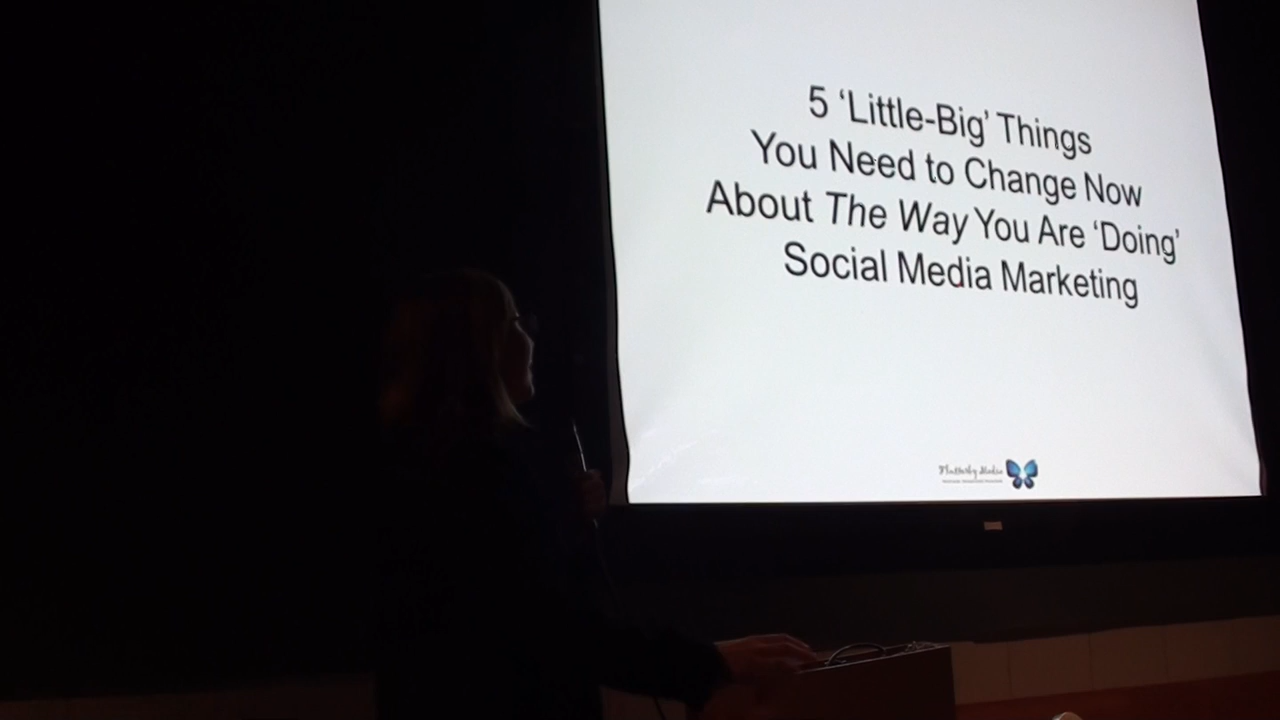 5 ‘Little-Big’ Things
You Need to Change Now
About The Way You Are ‘Doing’
Social Media Marketing